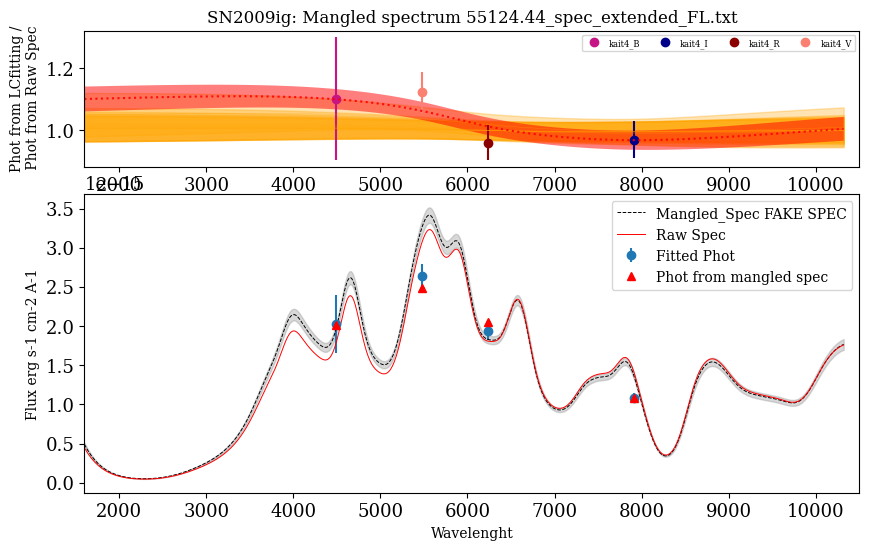 SN2009ig: Mangled spectrum 55124.44_spec_extended_FL.txt
Phot from LCfitting /
Phot from Raw Spec
kait4_B kait4_I kait4_R kait4_V
1.2
1.0
2000 3000 4000 5000 6000 7000 8000 9000 10000
1e−15
Flux erg s-1 cm-2 A-1
3.5
3.0
2.5
2.0
1.5
1.0
0.5
0.0
Mangled_Spec FAKE SPEC
Raw Spec
Fitted Phot
Phot from mangled spec
2000 3000 4000 5000 6000 7000 8000 9000 10000
Wavelenght